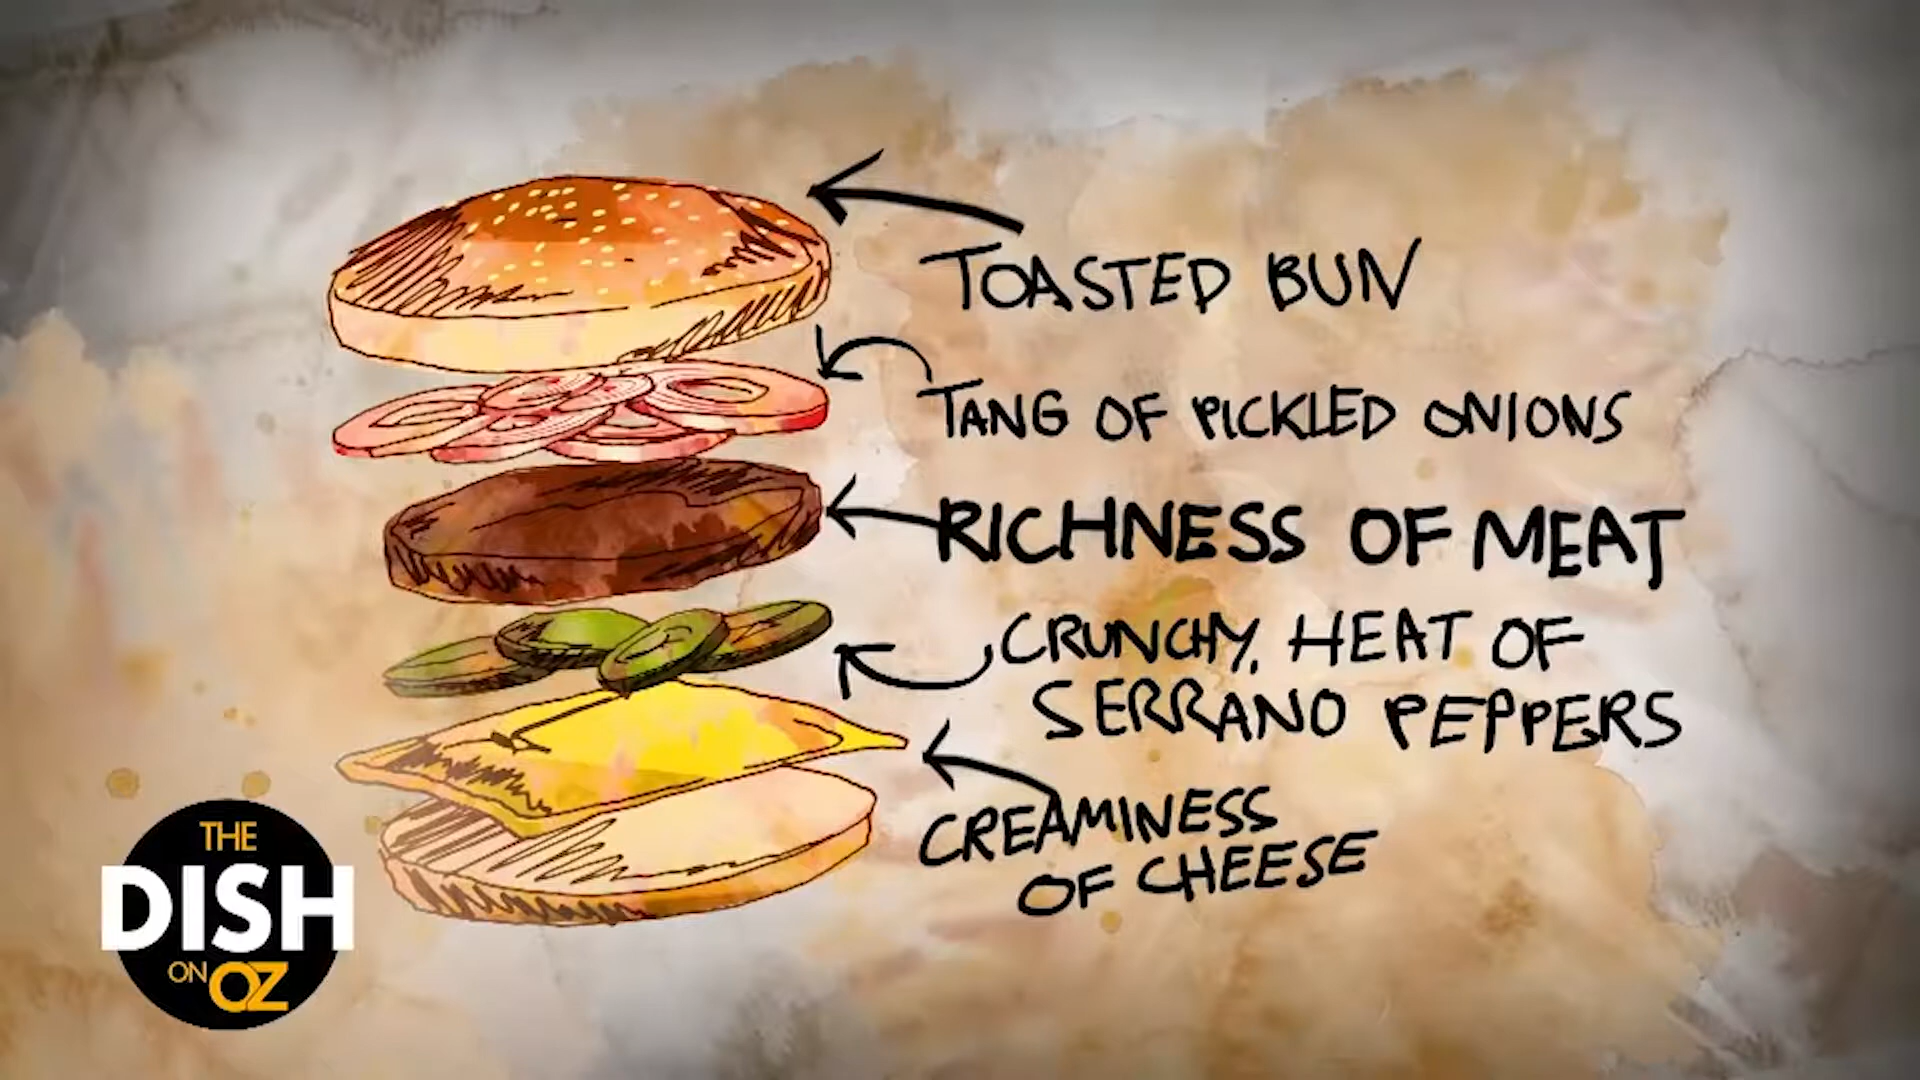 TOASTED BUN
TANG OF PICKLED ONIONS
RICHNESS OF MEAT
CRUNCHY, HEAT OF
SERRANO PEPPERS
CREAMINESS
OF CHEESE
THE
DISH
ON OZ